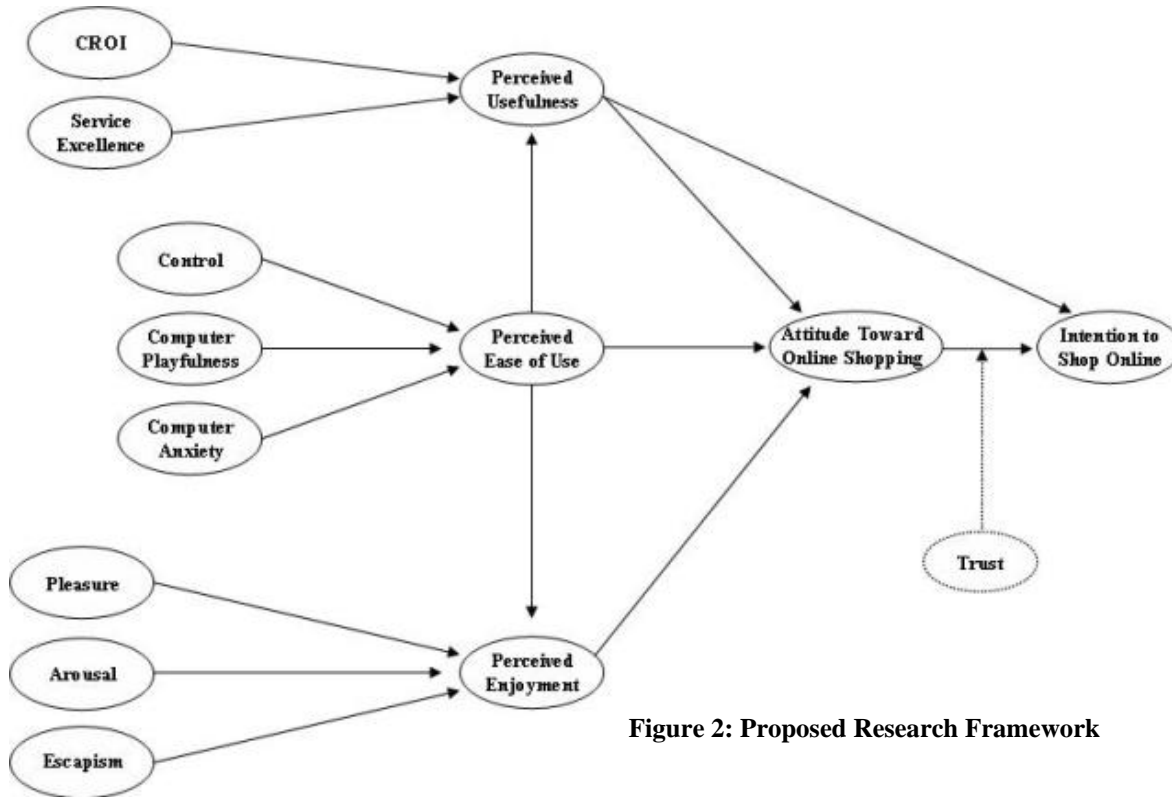 CROI
Perceived
Usefulness
Service
Excellence
Control
Computer
Playfulness
Perceived
Ease of Use
Attitude Toward
Online Shopping
Intention to
Shop Online
Computer
Anxiety
Trust
Pleasure
Arousal
Perceived
Enjoyment
Escapism
Figure 2: Proposed Research Framework